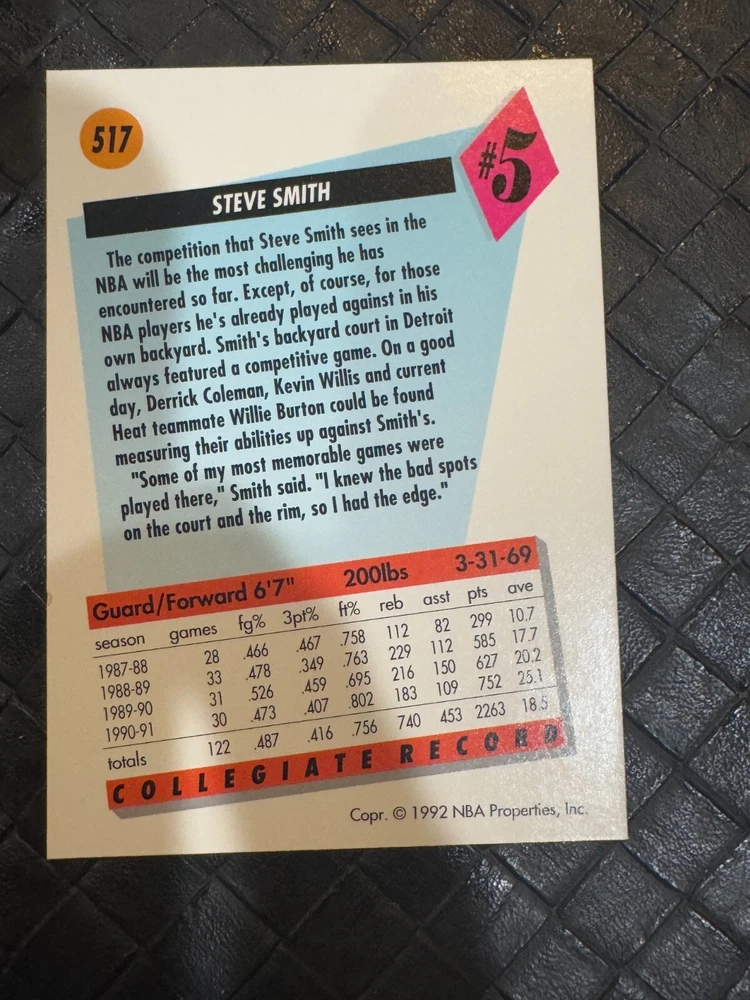 517
#5
STEVE SMITH
The competition that Steve Smith sees in the
NBA will be the most challenging he has
encountered so far. Except, of course, for those
NBA players he's already played against in his
own backyard. Smith's backyard court in Detroit
always featured a competitive game. On a good
day, Derrick Coleman, Kevin Willis and current
Heat teammate Willie Burton could be found
measuring their abilities up against Smith's.
"Some of my most memorable games were
played there," Smith said. "I knew the bad spots
on the court and the rim, so I had the edge."
Guard/Forward 6'7" 200lbs 3-31-69
season games fg% 3pt% ft% reb asst pts ave
1987-88 28 .466 .467 .758 112 82 299 10.7
1988-89 33 .478 .349 .763 229 112 585 17.7
1989-90 31 .526 .459 .695 216 150 627 20.2
1990-91 30 .473 .407 .802 183 109 752 25.1
totals 122 .487 .416 .756 740 453 2263 18.5
COLLEGIATE RECORD
Copr. © 1992 NBA Properties, Inc.